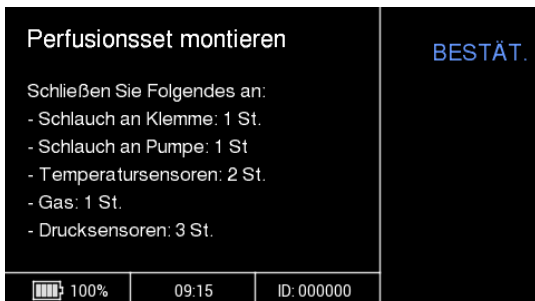 Perfusionsset montieren
BESTÄT.
Schließen Sie Folgendes an:
- Schlauch an Klemme: 1 St.
- Schlauch an Pumpe: 1 St
- Temperatursensoren: 2 St.
- Gas: 1 St.
- Drucksensoren: 3 St.
100%
09:15
ID: 000000